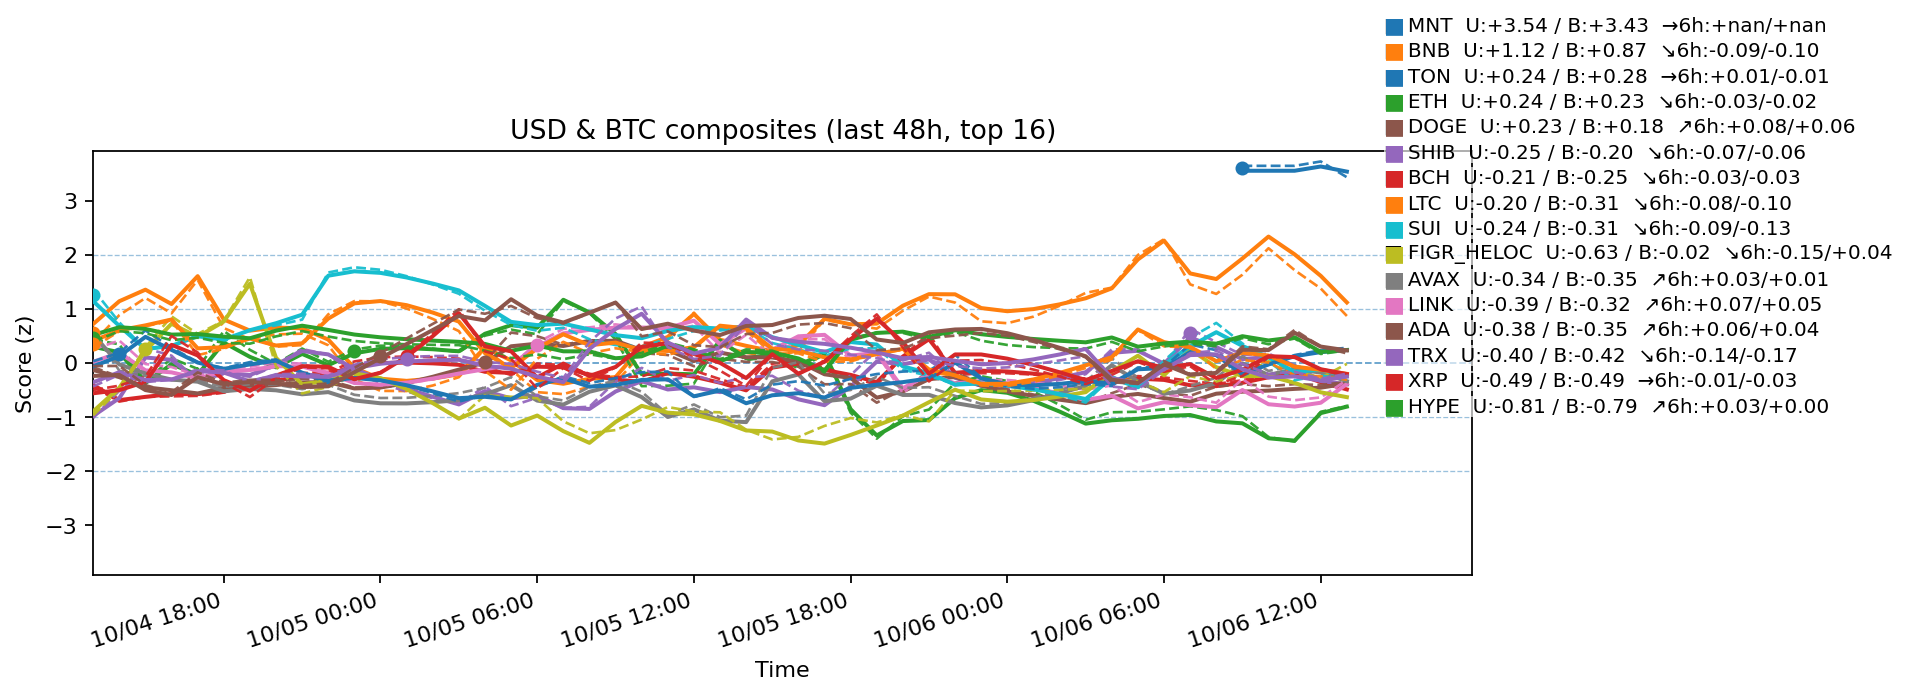 MNT U:+3.54 / B:+3.43 →6h:+nan/+nan
BNB U:+1.12 / B:+0.87 ↘6h:-0.09/-0.10
TON U:+0.24 / B:+0.28 →6h:+0.01/-0.01
ETH U:+0.24 / B:+0.23 ↘6h:-0.03/-0.02
DOGE U:+0.23 / B:+0.18 ↗6h:+0.08/+0.06
SHIB U:-0.25 / B:-0.20 ↘6h:-0.07/-0.06
BCH U:-0.21 / B:-0.25 ↘6h:-0.03/-0.03
LTC U:-0.20 / B:-0.31 ↘6h:-0.08/-0.10
SUI U:-0.24 / B:-0.31 ↘6h:-0.09/-0.13
FIGR_HELOC U:-0.63 / B:-0.02 ↘6h:-0.15/+0.04
AVAX U:-0.34 / B:-0.35 ↗6h:+0.03/+0.01
LINK U:-0.39 / B:-0.32 ↗6h:+0.07/+0.05
ADA U:-0.38 / B:-0.35 ↗6h:+0.06/+0.04
TRX U:-0.40 / B:-0.42 ↘6h:-0.14/-0.17
XRP U:-0.49 / B:-0.49 →6h:-0.01/-0.03
HYPE U:-0.81 / B:-0.79 ↗6h:+0.03/+0.00
USD & BTC composites (last 48h, top 16)
Score (z)
3
2
1
0
−1
−2
−3
10/04 18:00
10/05 00:00
10/05 06:00
10/05 12:00
10/05 18:00
10/06 00:00
10/06 06:00
10/06 12:00
Time